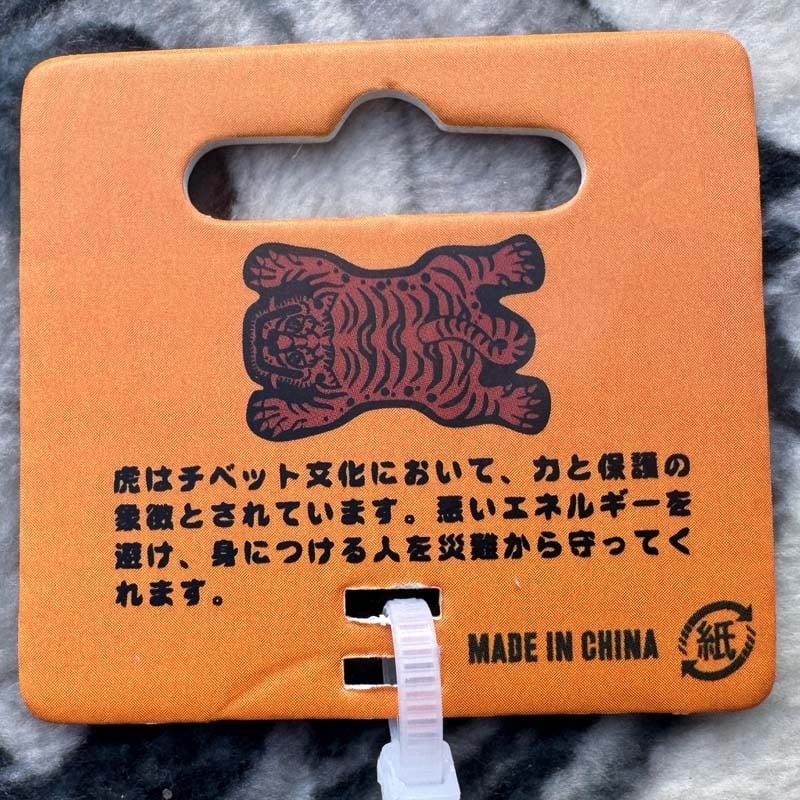 虎はチベット文化において、力と保護の
象徴とされています。悪いエネルギーを
避け、身につける人を災難から守ってく
れます。
MADE IN CHINA
紙